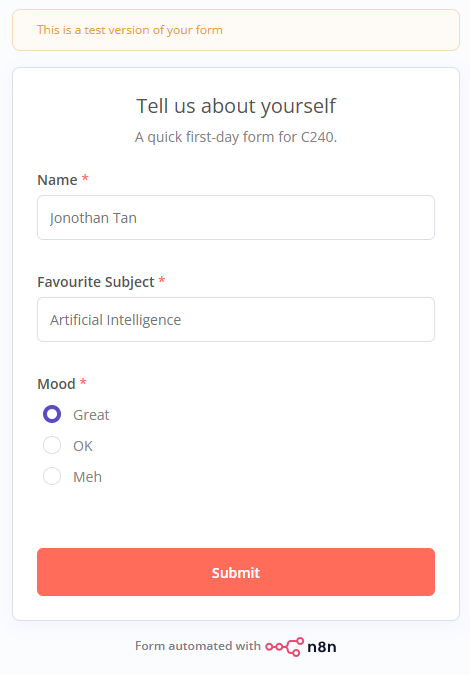 This is a test version of your form
Tell us about yourself
A quick first-day form for C240.
Name *
Jonothan Tan
Favourite Subject *
Artificial Intelligence
Mood *
Great
OK
Meh
Submit
Form automated with n8n